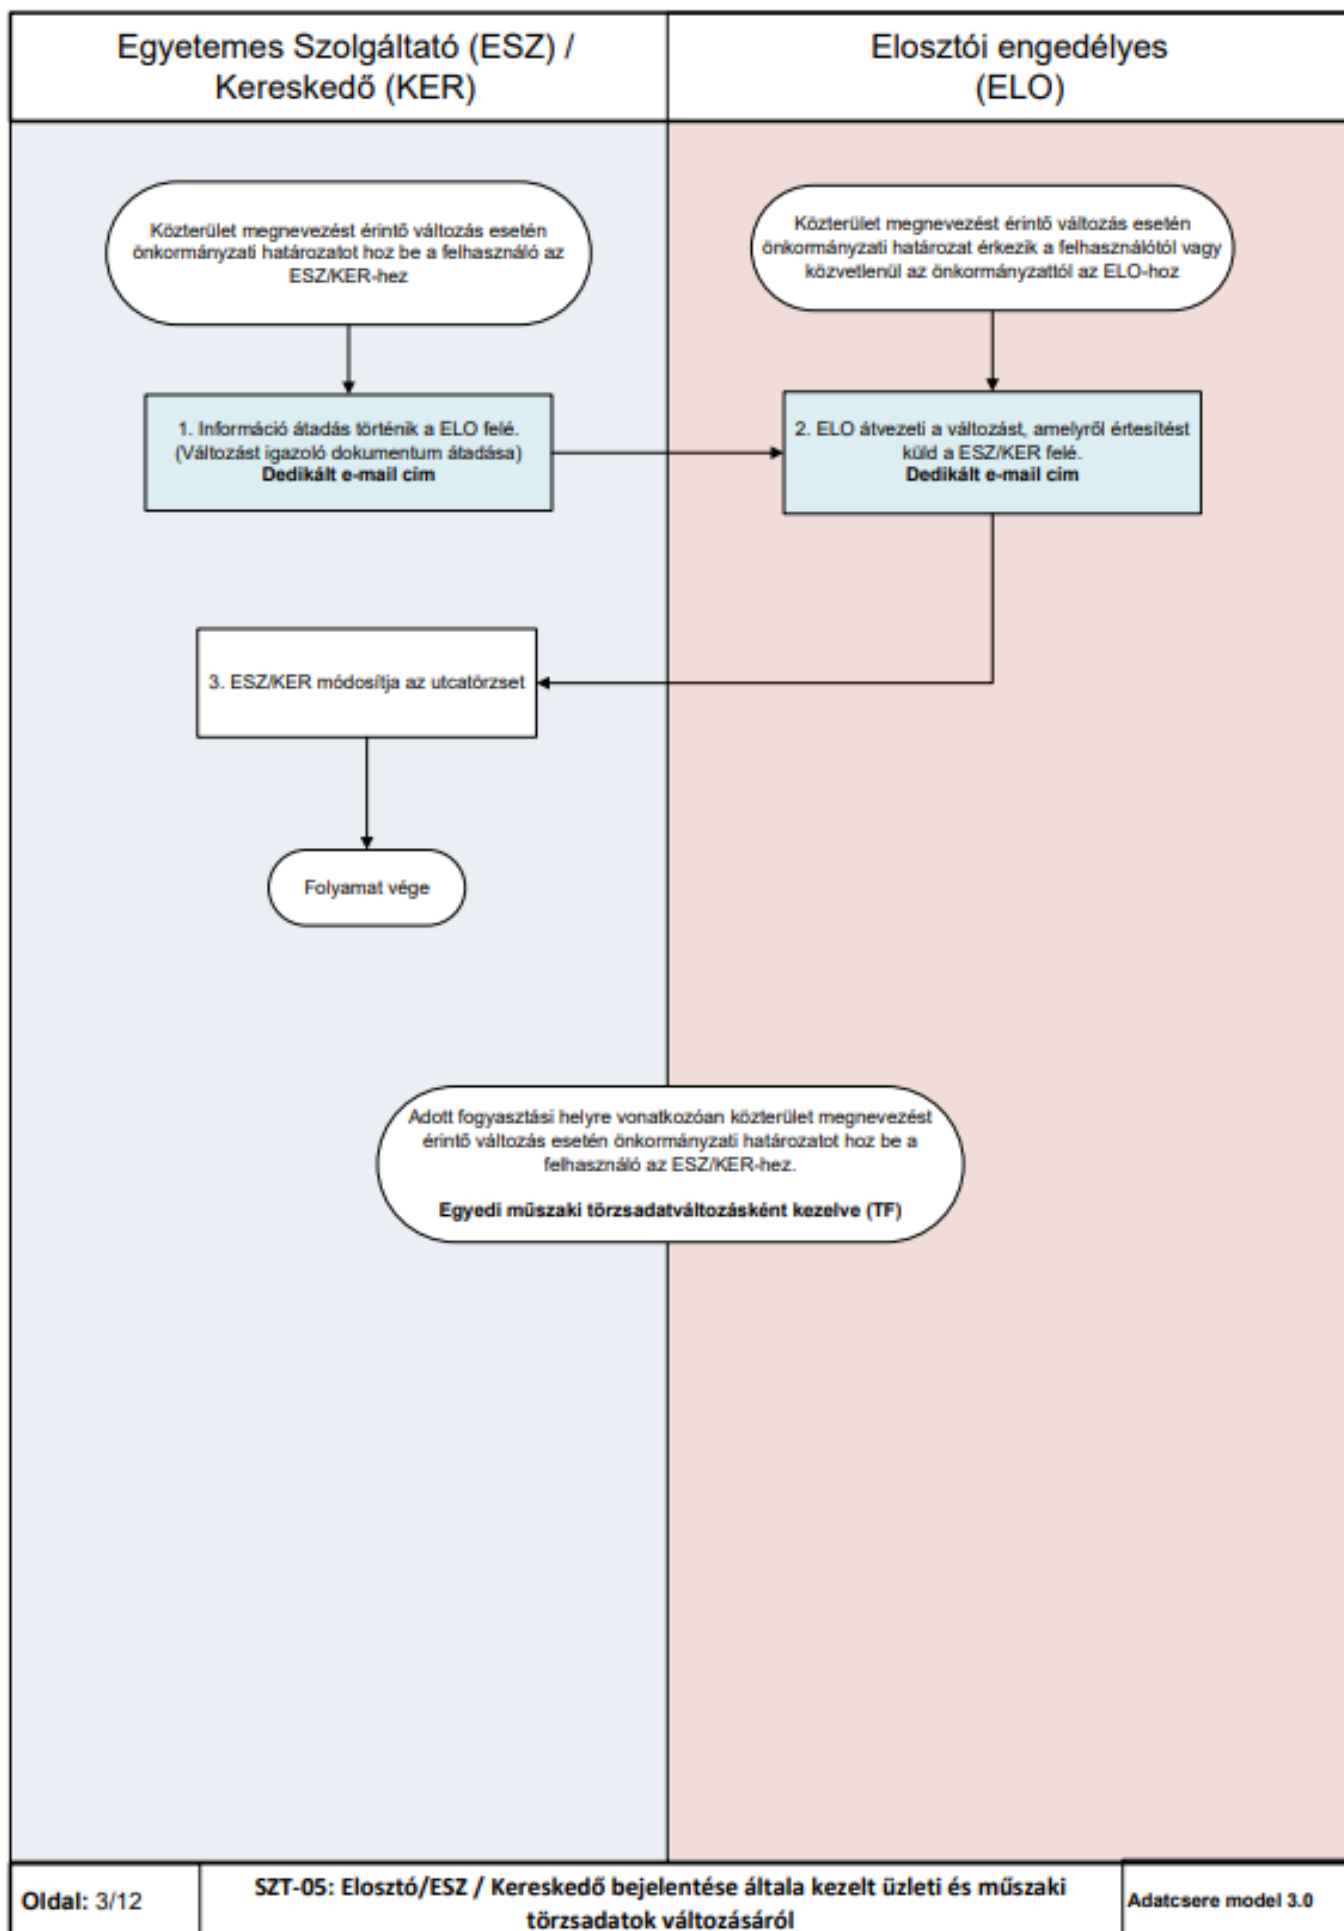 Egyetemes Szolgáltató (ESZ) /
Kereskedő (KER)
Elosztói engedélyes
(ELO)
Közterület megnevezést érintő változás esetén
önkormányzati határozatot hoz be a felhasználó az
ESZ/KER-hez
Közterület megnevezést érintő változás esetén
önkormányzati határozat érkezik a felhasználótól vagy
közvetlenül az önkormányzattól az ELO-hoz
1. Információ átadás történik a ELO felé.
(Változást igazoló dokumentum átadása)
Dedikált e-mail cím
2. ELO átvezeti a változást, amelyről értesítést
küld a ESZ/KER felé.
Dedikált e-mail cím
3. ESZ/KER módosítja az utcatörzset
Folyamat vége
Adott fogyasztási helyre vonatkozóan közterület megnevezést
érintő változás esetén önkormányzati határozatot hoz be a
felhasználó az ESZ/KER-hez.
Egyedi műszaki törzsadatváltozásként kezelve (TF)
Oldal: 3/12
SZT-05: Elosztó/ESZ / Kereskedő bejelentése általa kezelt üzleti és műszaki
törzsadatok változásáról
Adatcsere model 3.0